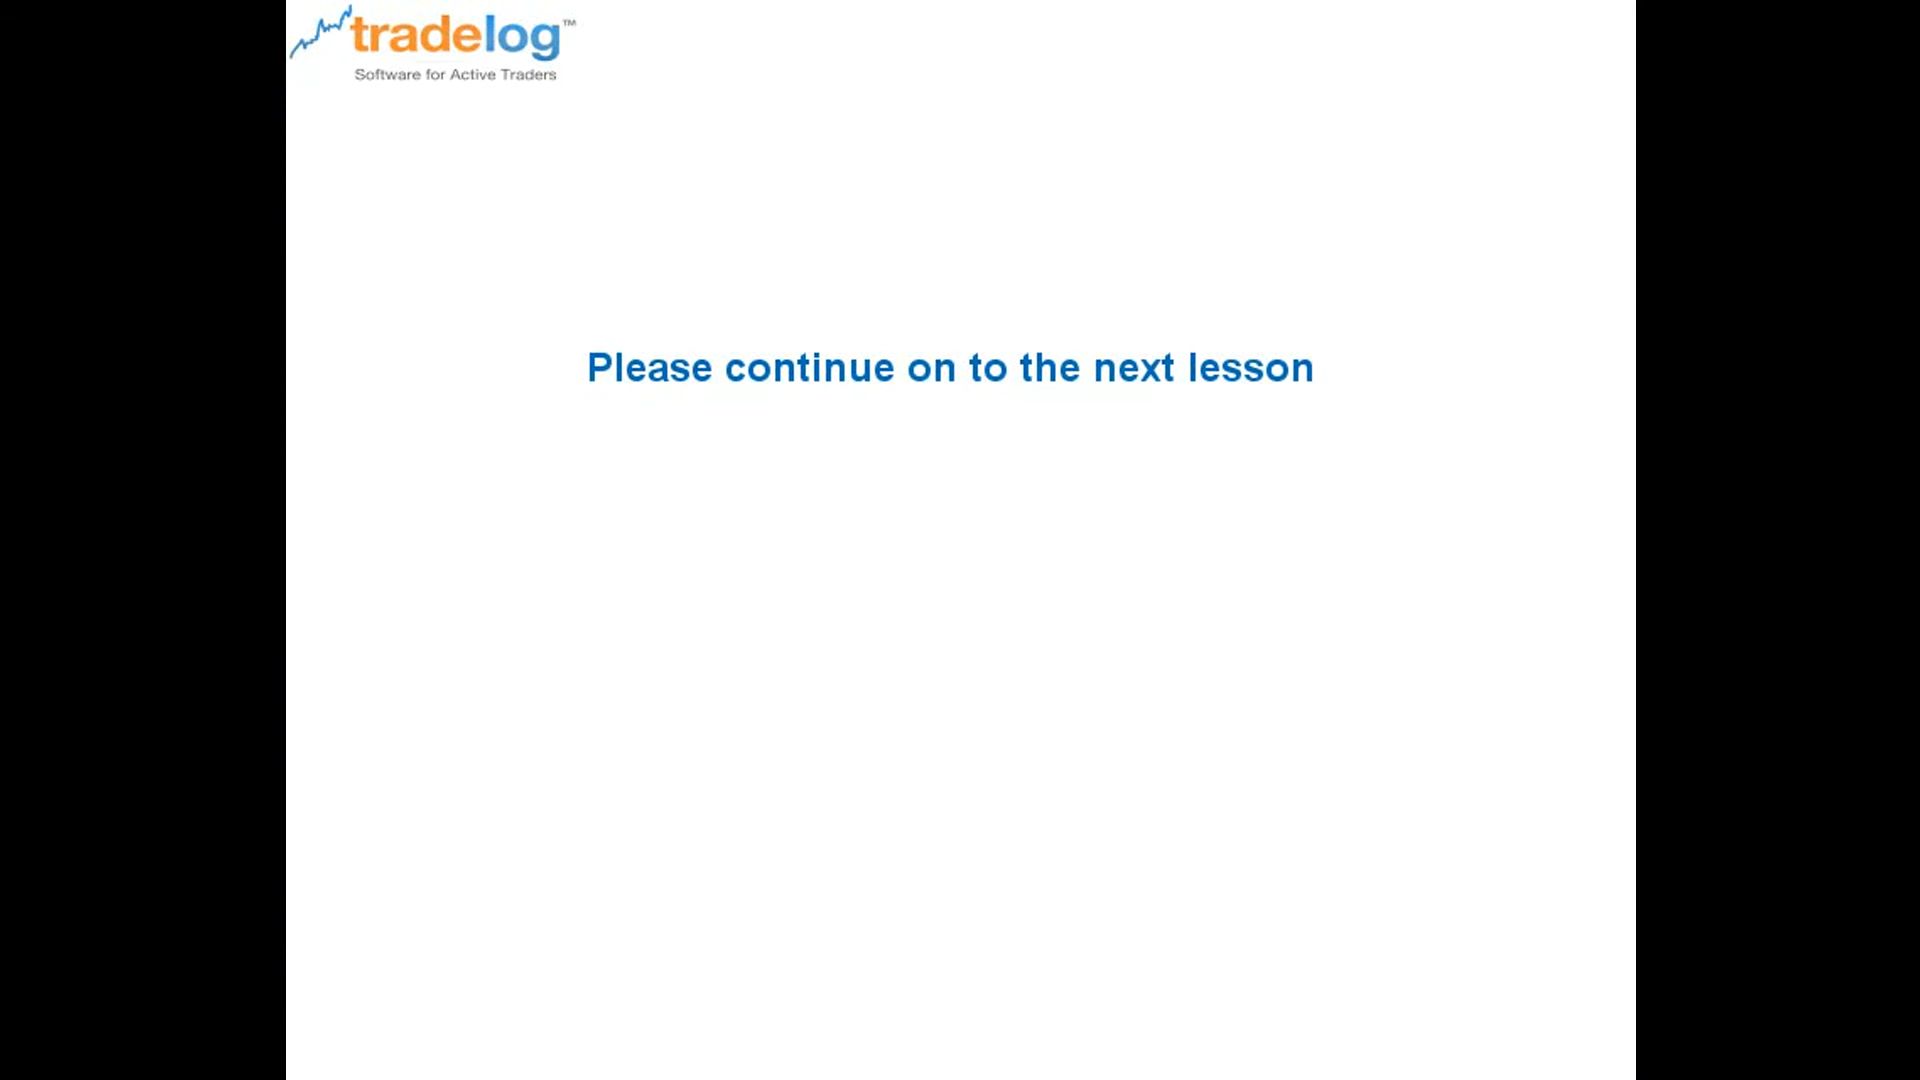 tradelog™
Software for Active Traders
Please continue on to the next lesson